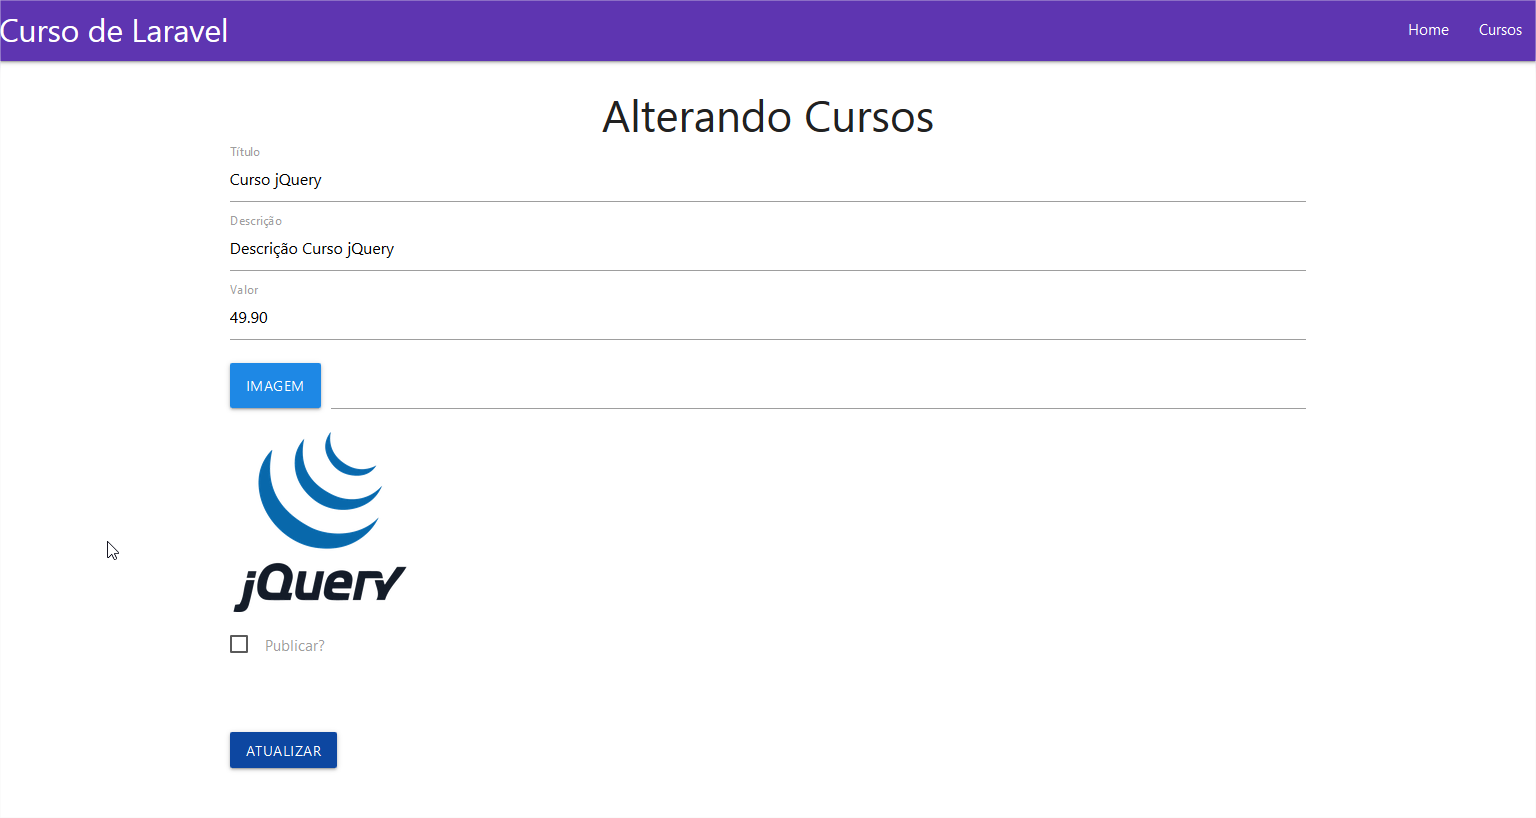 Curso de Laravel
Home Cursos
Alterando Cursos
Título
Curso jQuery
Descrição
Descrição Curso jQuery
Valor
49.90
IMAGEM
jQuery
Publicar?
ATUALIZAR